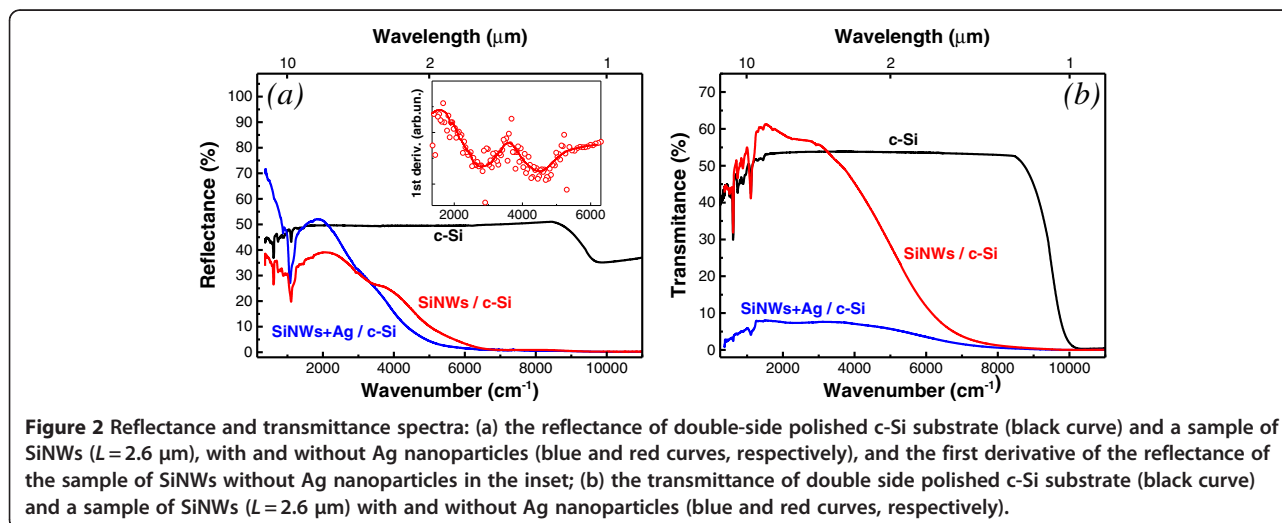 Wavelength (μm)
10 2 1
(a)
100
90
80
70
60
50
40
30
20
10
0
Reflectance (%)
1st deriv. (arb.un.)
2000 4000 6000
c-Si
SiNWs / c-Si
SiNWs+Ag / c-Si
2000 4000 6000 8000 10000
Wavenumber (cm⁻¹)
Wavelength (μm)
10 2 1
(b)
70
60
50
40
30
20
10
0
Transmitance (%)
c-Si
SiNWs / c-Si
SiNWs+Ag / c-Si
2000 4000 6000 8000 10000
Wavenumber (cm⁻¹)
Figure 2 Reflectance and transmittance spectra: (a) the reflectance of double-side polished c-Si substrate (black curve) and a sample of
SiNWs (L = 2.6 μm), with and without Ag nanoparticles (blue and red curves, respectively), and the first derivative of the reflectance of
the sample of SiNWs without Ag nanoparticles in the inset; (b) the transmittance of double side polished c-Si substrate (black curve)
and a sample of SiNWs (L = 2.6 μm) with and without Ag nanoparticles (blue and red curves, respectively).